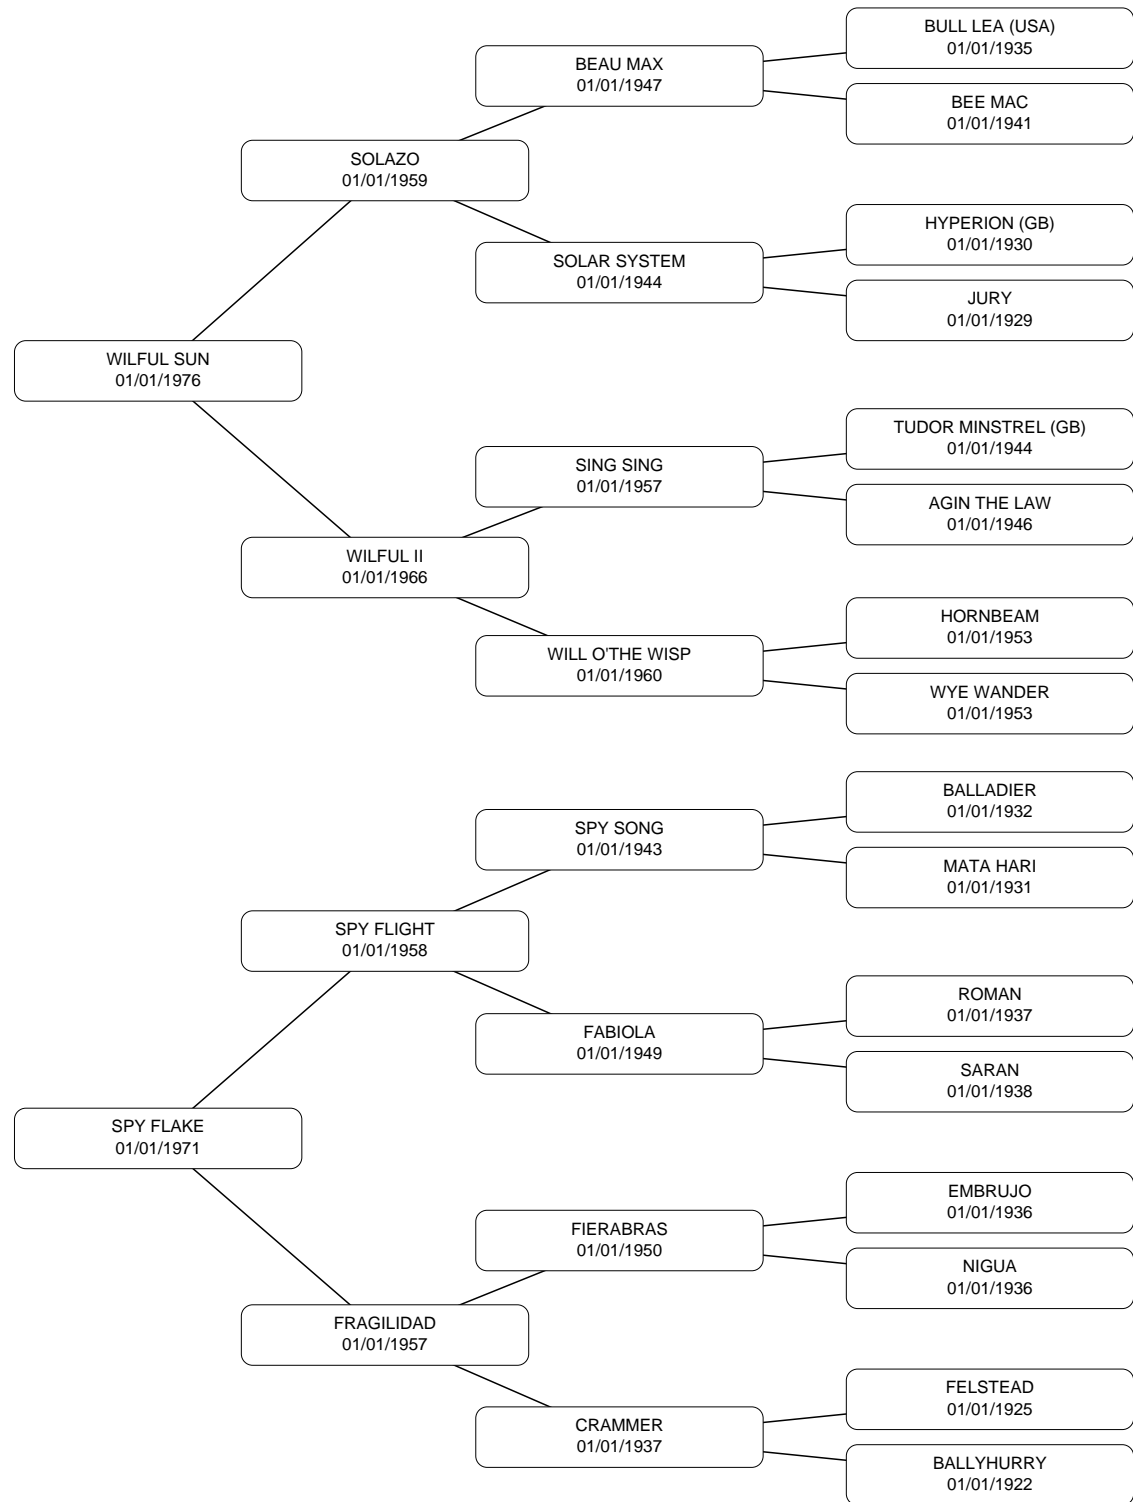 BULL LEA (USA)
01/01/1935
BEAU MAX
01/01/1947
BEE MAC
01/01/1941
SOLAZO
01/01/1959
HYPERION (GB)
01/01/1930
SOLAR SYSTEM
01/01/1944
JURY
01/01/1929
WILFUL SUN
01/01/1976
TUDOR MINSTREL (GB)
01/01/1944
SING SING
01/01/1957
AGIN THE LAW
01/01/1946
WILFUL II
01/01/1966
HORNBEAM
01/01/1953
WILL O'THE WISP
01/01/1960
WYE WANDER
01/01/1953
BALLADIER
01/01/1932
SPY SONG
01/01/1943
MATA HARI
01/01/1931
SPY FLIGHT
01/01/1958
ROMAN
01/01/1937
FABIOLA
01/01/1949
SARAN
01/01/1938
SPY FLAKE
01/01/1971
EMBRUJO
01/01/1936
FIERABRAS
01/01/1950
NIGUA
01/01/1936
FRAGILIDAD
01/01/1957
FELSTEAD
01/01/1925
CRAMMER
01/01/1937
BALLYHURRY
01/01/1922